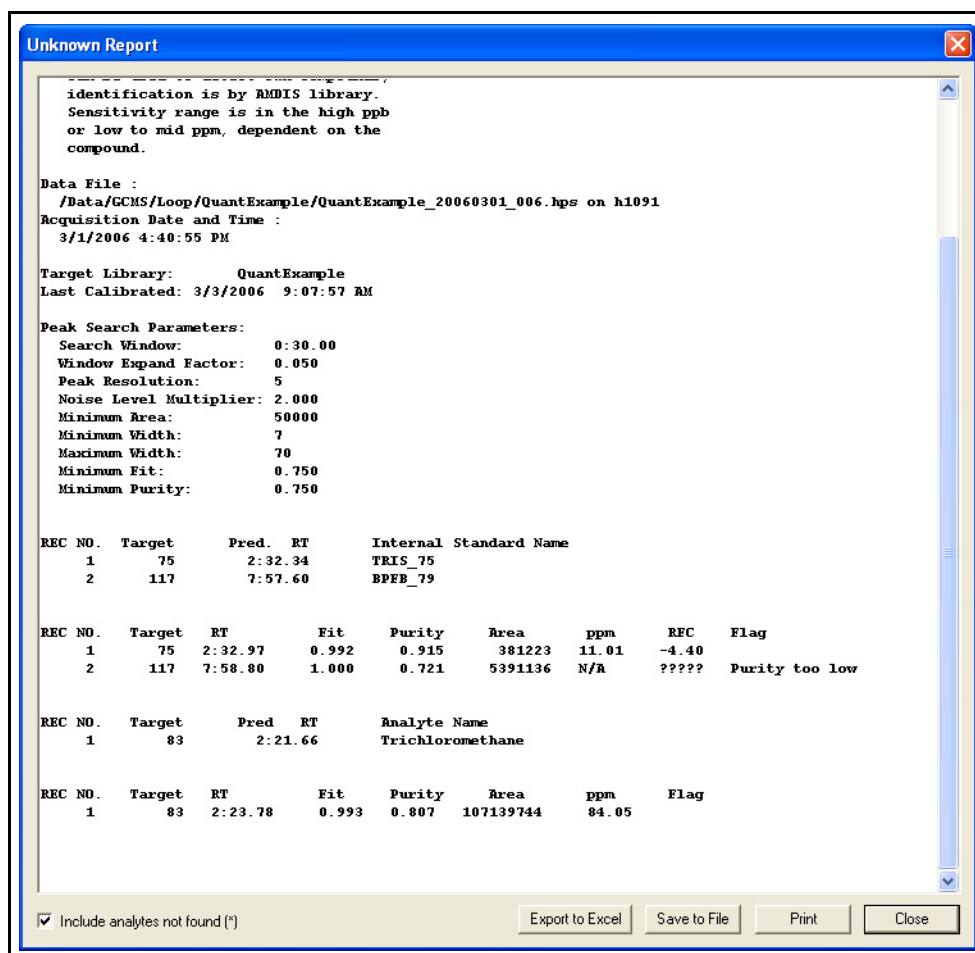 Unknown Report
identification is by AMDIS library.
Sensitivity range is in the high ppb
or low to mid ppm, dependent on the
compound.
Data File :
/Data/GCMS/Loop/QuantExample/QuantExample_20060301_006.hps on h1091
Acquisition Date and Time :
3/1/2006 4:40:55 PM
Target Library: QuantExample
Last Calibrated: 3/3/2006 9:07:57 AM
Peak Search Parameters:
Search Window: 0:30.00
Window Expand Factor: 0.050
Peak Resolution: 5
Noise Level Multiplier: 2.000
Minimum Area: 50000
Minimum Width: 7
Maximum Width: 70
Minimum Fit: 0.750
Minimum Purity: 0.750
REC NO. Target Pred. RT Internal Standard Name
1 75 2:32.34 TRIS_75
2 117 7:57.60 BPFB_79
REC NO. Target RT Fit Purity Area ppm RFC Flag
1 75 2:32.97 0.992 0.915 381223 11.01 -4.40
2 117 7:58.80 1.000 0.721 5391136 N/A ????? Purity too low
REC NO. Target Pred RT Analyte Name
1 83 2:21.66 Trichloromethane
REC NO. Target RT Fit Purity Area ppm Flag
1 83 2:23.78 0.993 0.807 107139744 84.05
Include analytes not found (*)
Export to Excel
Save to File
Print
Close